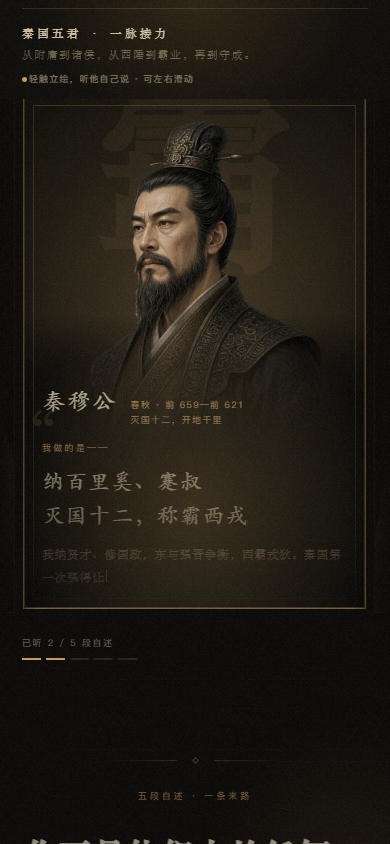 秦国五君 · 一脉接力
从附庸到诸侯，从西陲到霸业，再到守成。
轻触立绘，听他自己说 · 可左右滑动
霸
秦穆公
春秋 · 前 659—前 621
灭国十二，开地千里
我做的是——
纳百里奚、蹇叔
灭国十二，称霸西戎
我纳贤才、修国政，东与强晋争衡，西霸戎狄。秦国第
一次强得让
已听 2 / 5 段自述
五段自述 · 一条来路